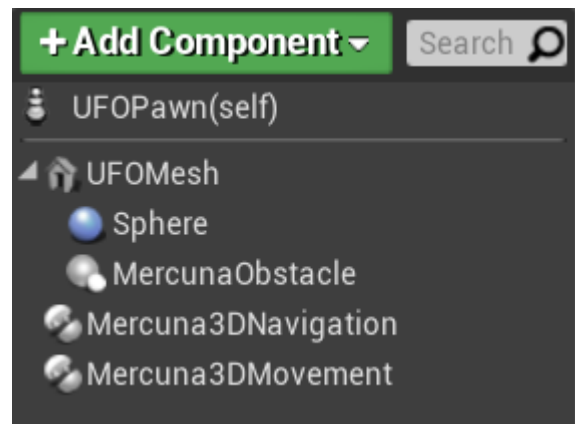 +Add Component Search
UFOPawn(self)
UFOMesh
Sphere
MercunaObstacle
Mercuna3DNavigation
Mercuna3DMovement